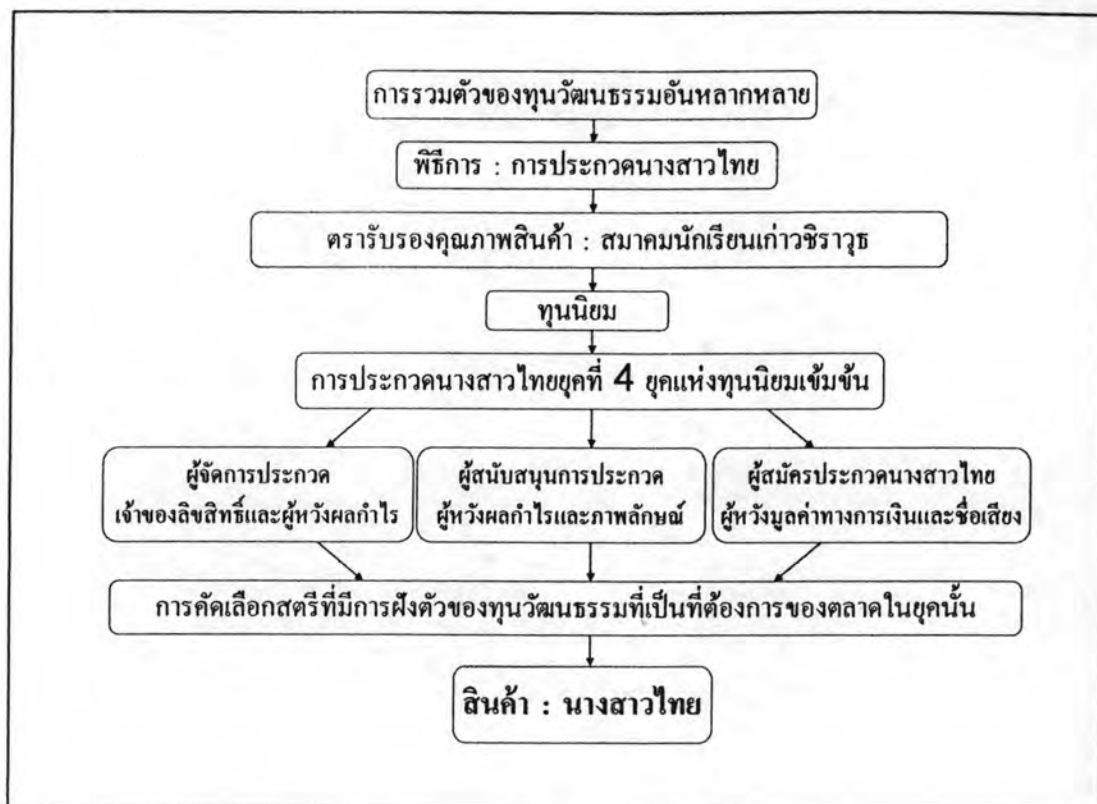 การรวมตัวของทุนวัฒนธรรมอันหลากหลาย
พิธีการ : การประกวดนางสาวไทย
ตรารับรองคุณภาพสินค้า : สมาคมนักเรียนเก่าวชิราวุธ
ทุนนิยม
การประกวดนางสาวไทยยุคที่ 4 ยุคแห่งทุนนิยมเข้มข้น
ผู้จัดการประกวด
เจ้าของลิขสิทธิ์และผู้หวังผลกำไร
ผู้สนับสนุนการประกวด
ผู้หวังผลกำไรและภาพลักษณ์
ผู้สมัครประกวดนางสาวไทย
ผู้หวังมูลค่าทางการเงินและชื่อเสียง
การคัดเลือกสตรีที่มีการฝังตัวของทุนวัฒนธรรมที่เป็นที่ต้องการของตลาดในยุคนั้น
สินค้า : นางสาวไทย